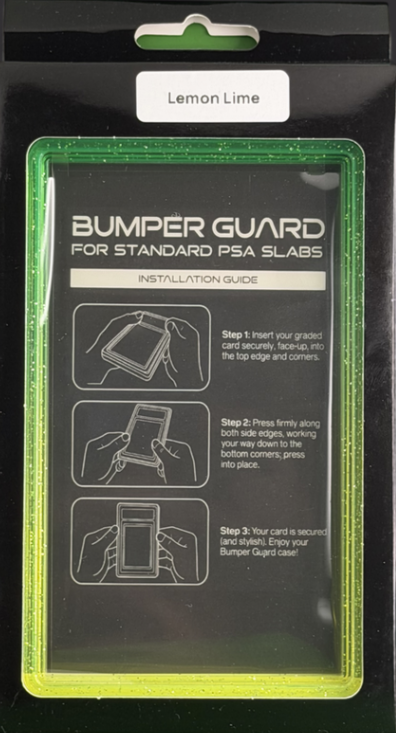 Lemon Lime
BUMPER GUARD
FOR STANDARD PSA SLABS
INSTALLATION GUIDE
Step 1: Insert your graded
card securely, face-up, into
the top edge and corners.
Step 2: Press firmly along
both side edges, working
your way down to the
bottom corners; press
into place.
Step 3: Your card is secured
(and stylish). Enjoy your
Bumper Guard case!